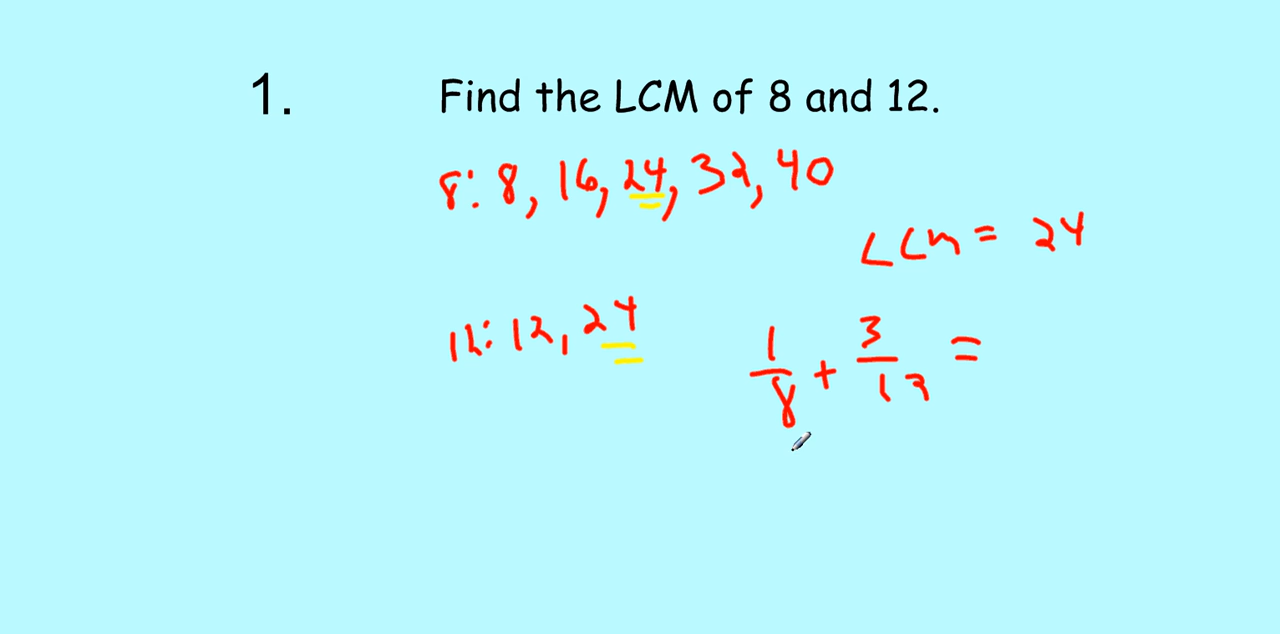 1. Find the LCM of 8 and 12.
8: 8, 16, 24, 32, 40
LCM = 24
12: 12, 24
1/8 + 3/12 =